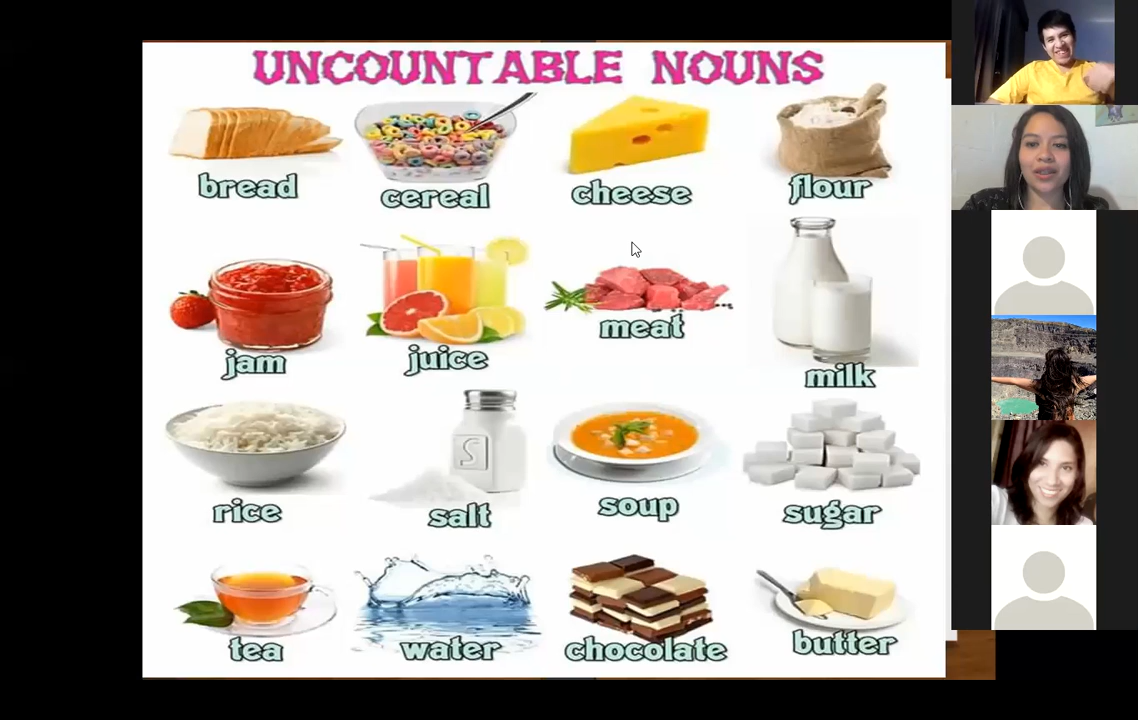 UNCOUNTABLE NOUNS
bread
cereal
cheese
flour
jam
juice
meat
milk
rice
salt
soup
sugar
tea
water
chocolate
butter
S